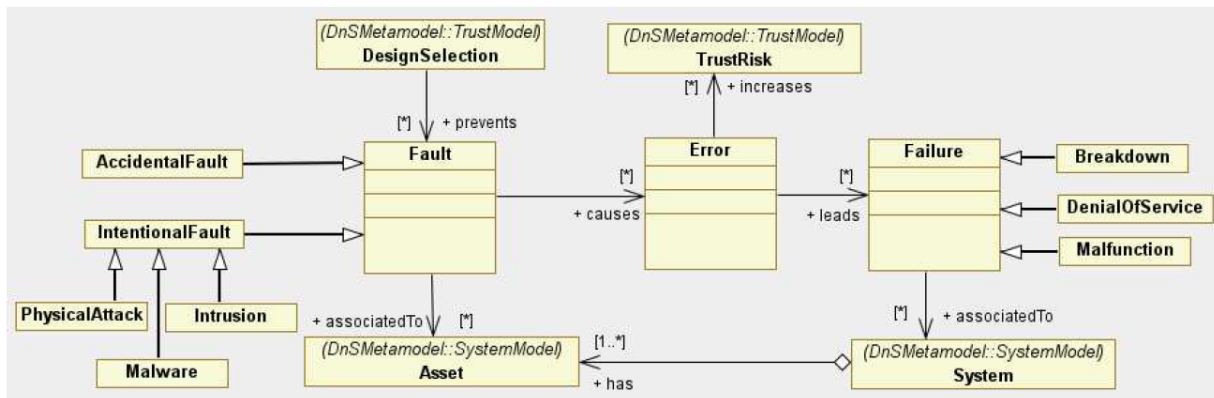 (DnSMetamodel::TrustModel)
DesignSelection
(DnSMetamodel::TrustModel)
TrustRisk
[*]
+ increases
[*]
+ prevents
AccidentalFault
Fault
Error
Failure
Breakdown
[*]
+ causes
[*]
+ leads
DenialOfService
IntentionalFault
Malfunction
PhysicalAttack
Intrusion
Malware
+ associatedTo
[*]
[*]
+ associatedTo
(DnSMetamodel::SystemModel)
Asset
[1..*]
+ has
(DnSMetamodel::SystemModel)
System